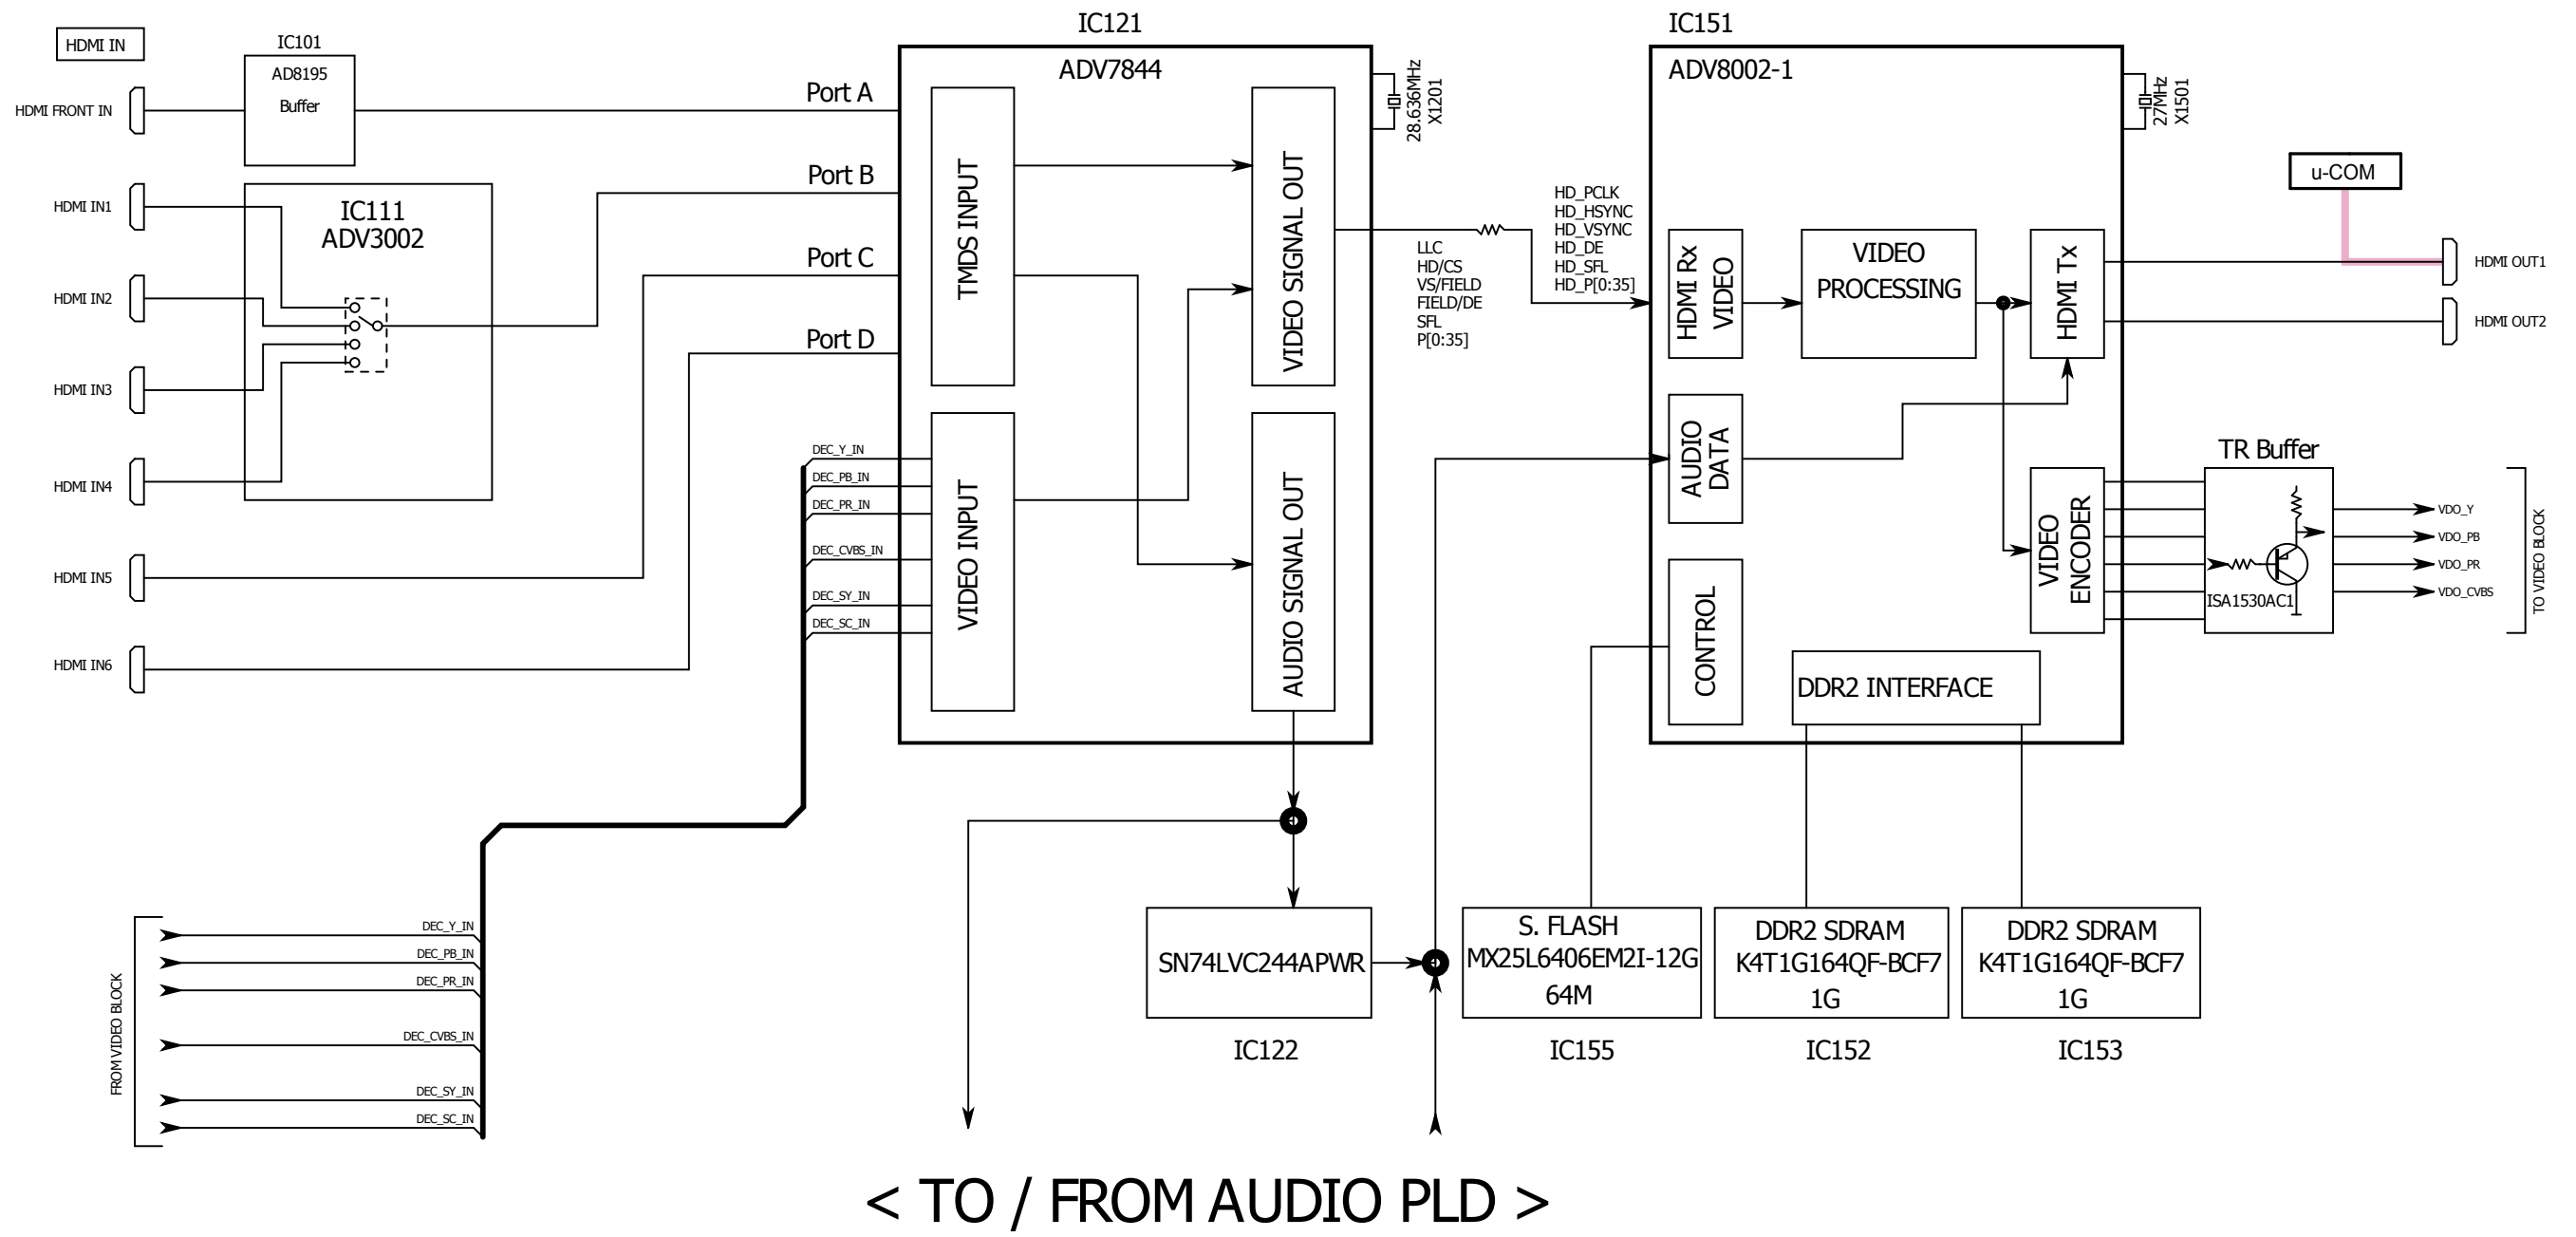 HDMI IN
HDMI FRONT IN
HDMI IN1
HDMI IN2
HDMI IN3
HDMI IN4
HDMI IN5
HDMI IN6
IC101
AD8195
Buffer
IC111
ADV3002
Port A
Port B
Port C
Port D
IC121
ADV7844
TMDS INPUT
VIDEO SIGNAL OUT
VIDEO INPUT
AUDIO SIGNAL OUT
28.636MHz
X1201
DEC_Y_IN
DEC_PB_IN
DEC_PR_IN
DEC_CVBS_IN
DEC_SY_IN
DEC_SC_IN
LLC
HD/CS
VS/FIELD
FIELD/DE
SFL
P[0:35]
HD_PCLK
HD_HSYNC
HD_VSYNC
HD_DE
HD_SFL
HD_P[0:35]
IC151
ADV8002-1
27MHz
X1501
HDMI Rx
VIDEO
VIDEO
PROCESSING
HDMI Tx
AUDIO
DATA
CONTROL
VIDEO
ENCODER
DDR2 INTERFACE
u-COM
HDMI OUT1
HDMI OUT2
TR Buffer
ISA1530AC1
VDO_Y
VDO_PB
VDO_PR
VDO_CVBS
TO VIDEO BLOCK
FROM VIDEO BLOCK
DEC_Y_IN
DEC_PB_IN
DEC_PR_IN
DEC_CVBS_IN
DEC_SY_IN
DEC_SC_IN
SN74LVC244APWR
IC122
S. FLASH
MX25L6406EM2I-12G
64M
IC155
DDR2 SDRAM
K4T1G164QF-BCF7
1G
IC152
DDR2 SDRAM
K4T1G164QF-BCF7
1G
IC153
< TO / FROM AUDIO PLD >